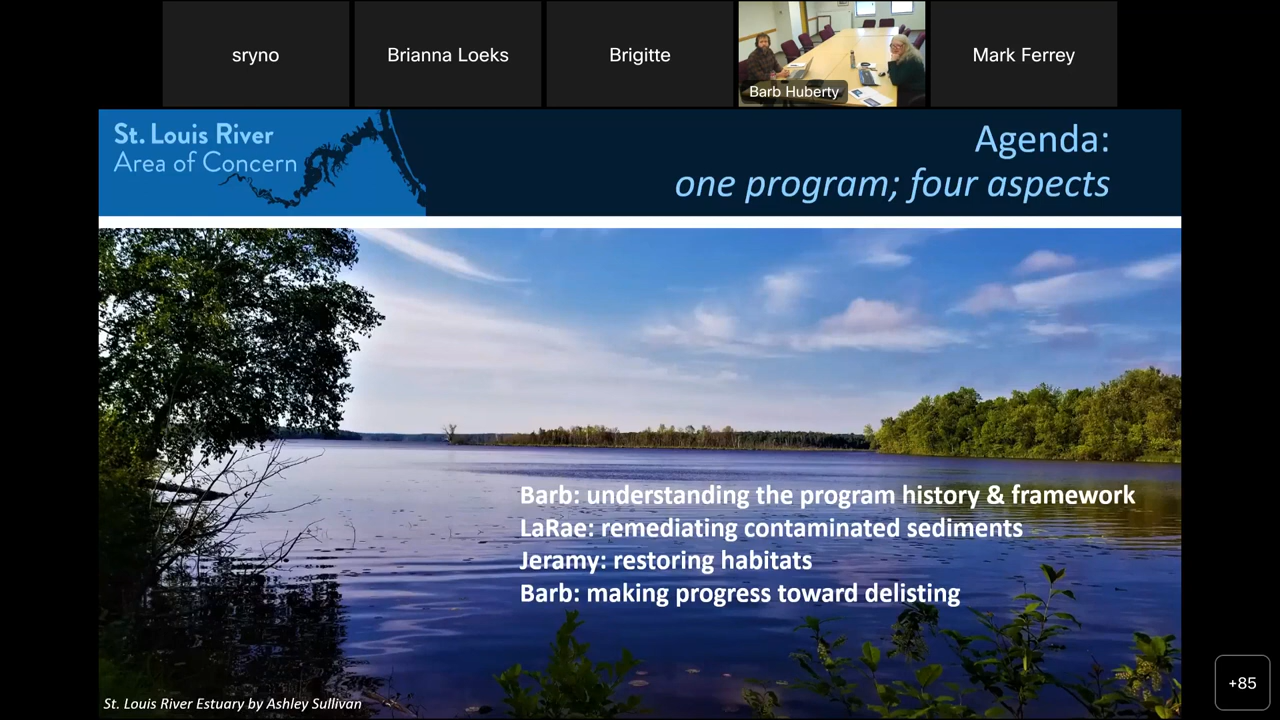 sryno
Brianna Loeks
Brigitte
Barb Huberty
Mark Ferrey
St. Louis River
Area of Concern
Agenda:
one program; four aspects
Barb: understanding the program history & framework
LaRae: remediating contaminated sediments
Jeramy: restoring habitats
Barb: making progress toward delisting
St. Louis River Estuary by Ashley Sullivan
+85